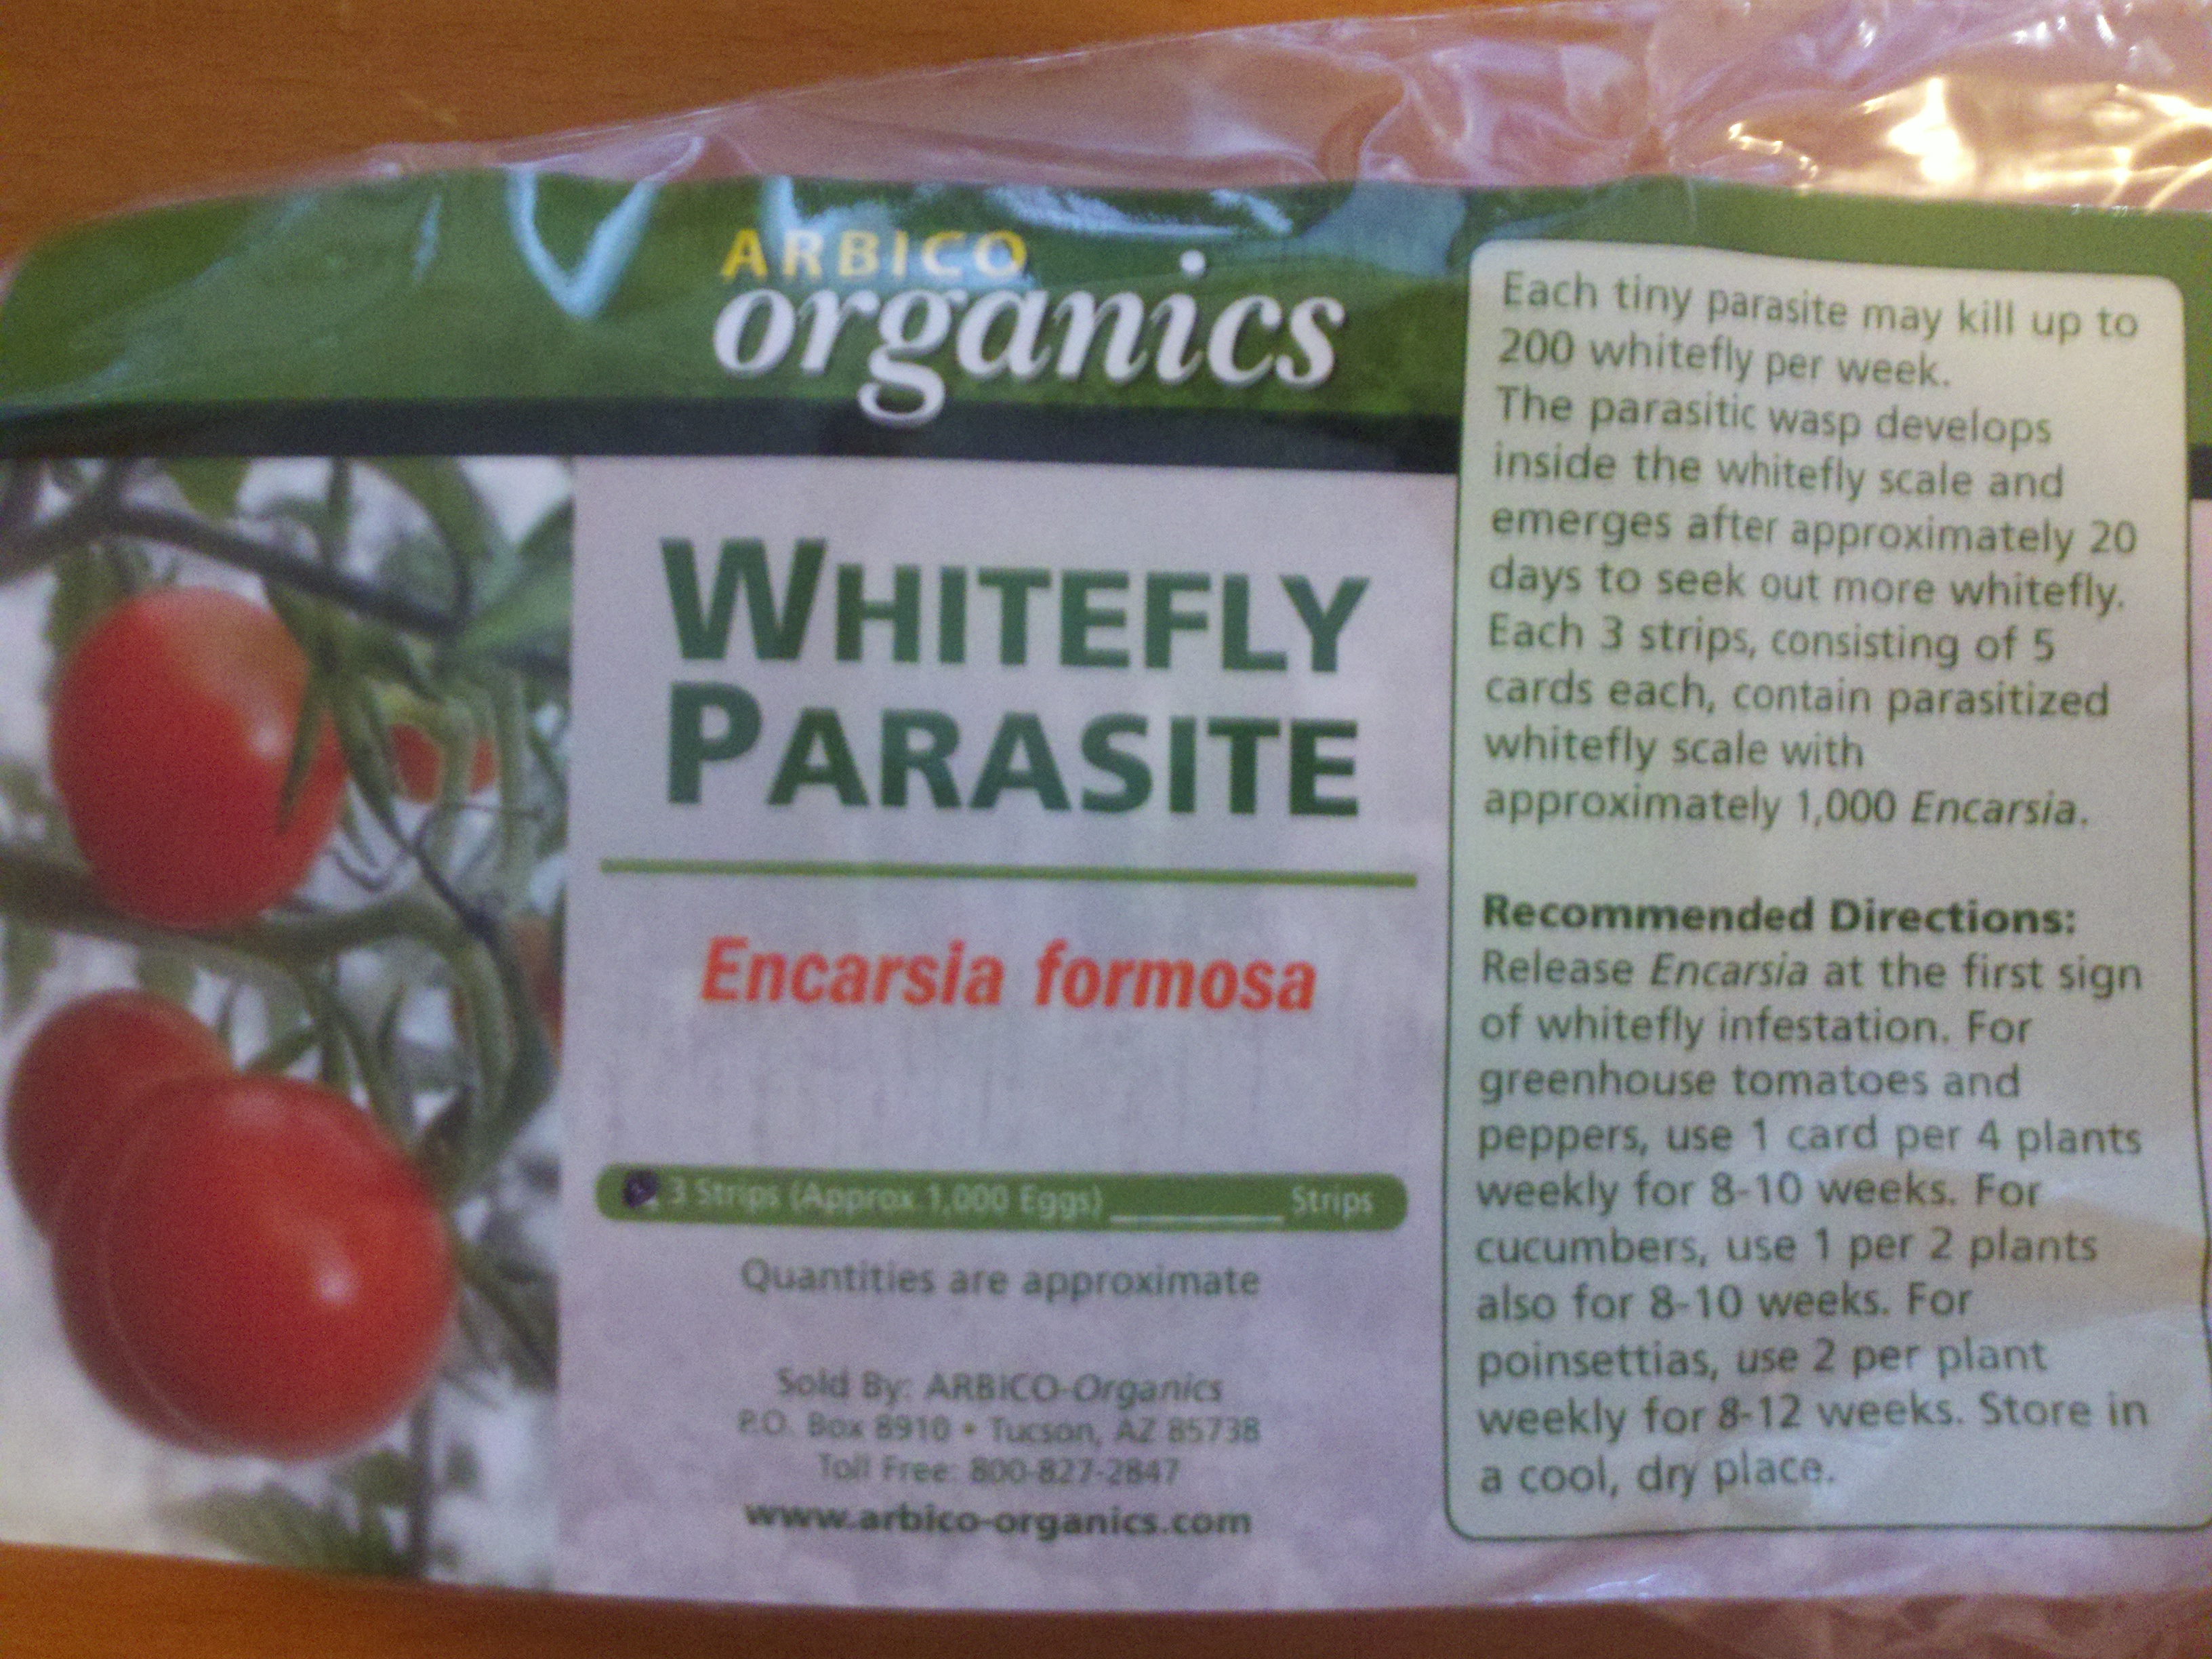 ARBICO
organics
WHITEFLY
PARASITE
Encarsia formosa
3 Strips (Approx 1,000 Eggs) __________ Strips
Quantities are approximate
Sold By: ARBICO-Organics
P.O. Box 8910 • Tucson, AZ 85738
Toll Free: 800-827-2847
www.arbico-organics.com
Each tiny parasite may kill up to
200 whitefly per week.
The parasitic wasp develops
inside the whitefly scale and
emerges after approximately 20
days to seek out more whitefly.
Each 3 strips, consisting of 5
cards each, contain parasitized
whitefly scale with
approximately 1,000 Encarsia.
Recommended Directions:
Release Encarsia at the first sign
of whitefly infestation. For
greenhouse tomatoes and
peppers, use 1 card per 4 plants
weekly for 8-10 weeks. For
cucumbers, use 1 per 2 plants
also for 8-10 weeks. For
poinsettias, use 2 per plant
weekly for 8-12 weeks. Store in
a cool, dry place.